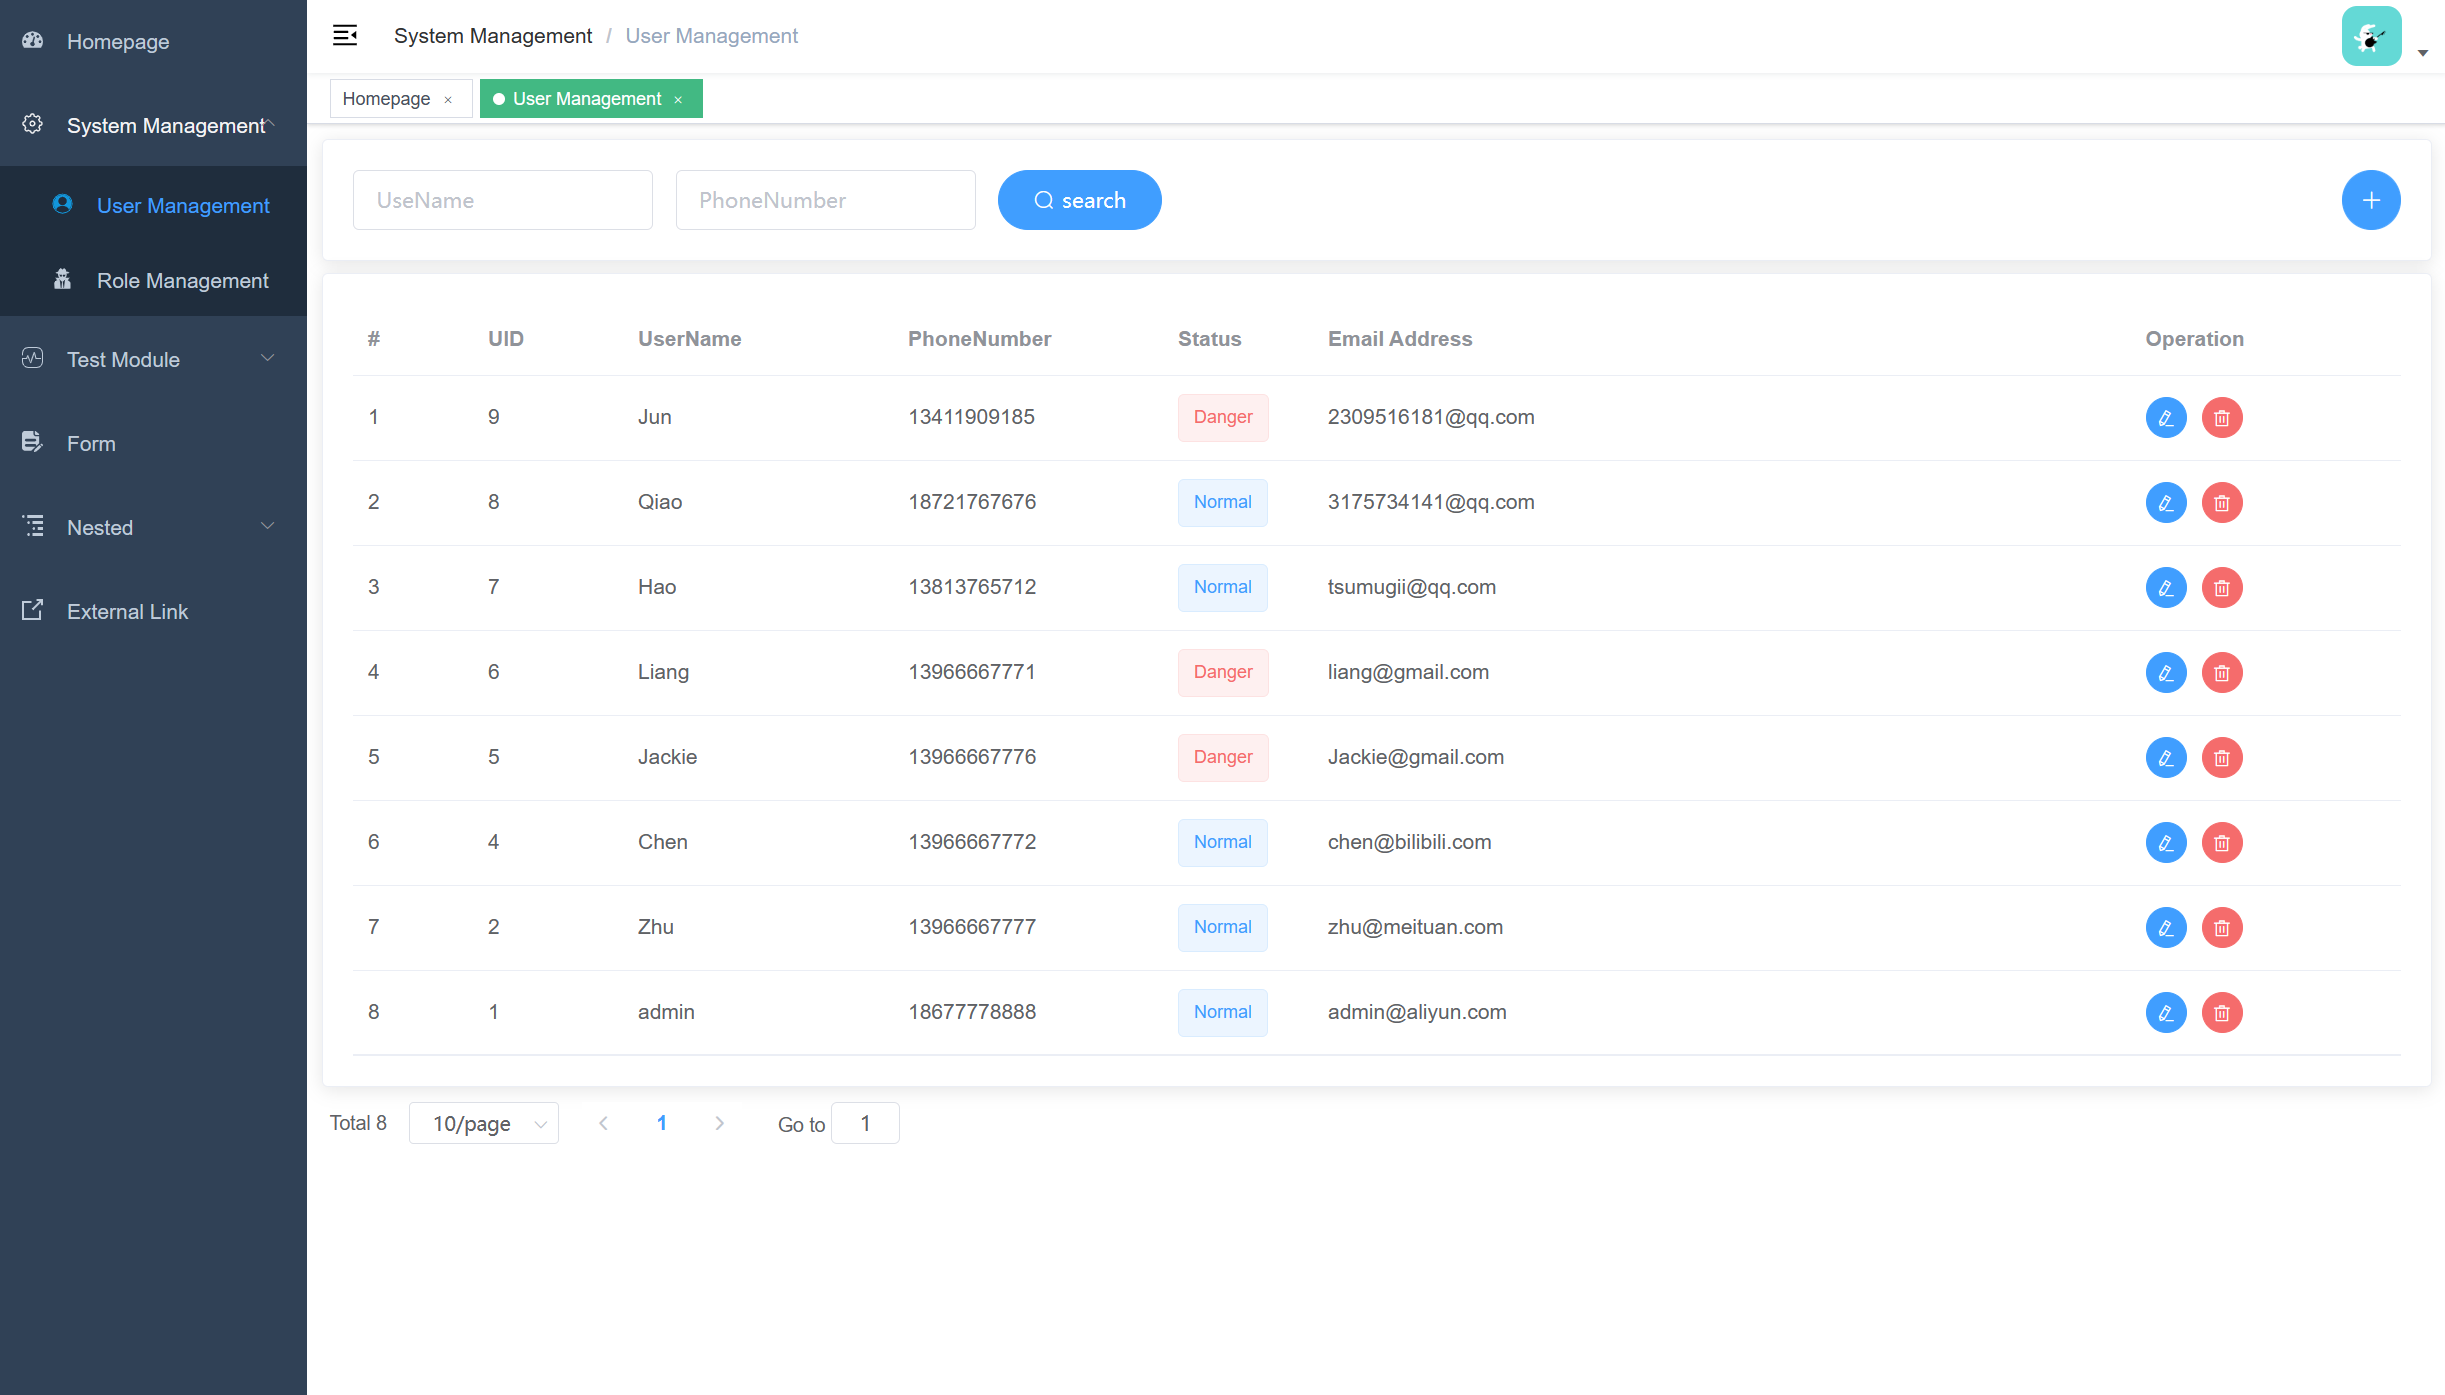 Homepage
System Management
User Management
Role Management
Test Module
Form
Nested
External Link
System Management / User Management
Homepage × User Management ×
UseName PhoneNumber search
# UID UserName PhoneNumber Status Email Address Operation
1 9 Jun 13411909185 Danger 2309516181@qq.com
2 8 Qiao 18721767676 Normal 3175734141@qq.com
3 7 Hao 13813765712 Normal tsumugii@qq.com
4 6 Liang 13966667771 Danger liang@gmail.com
5 5 Jackie 13966667776 Danger Jackie@gmail.com
6 4 Chen 13966667772 Normal chen@bilibili.com
7 2 Zhu 13966667777 Normal zhu@meituan.com
8 1 admin 18677778888 Normal admin@aliyun.com
Total 8 10/page 1 Go to 1